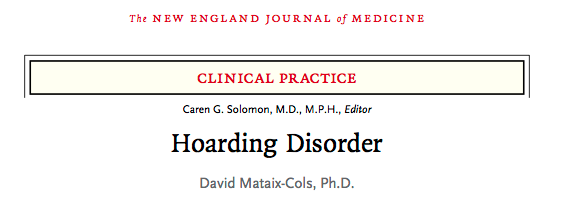 The NEW ENGLAND JOURNAL of MEDICINE
CLINICAL PRACTICE
Caren G. Solomon, M.D., M.P.H., Editor
Hoarding Disorder
David Mataix-Cols, Ph.D.